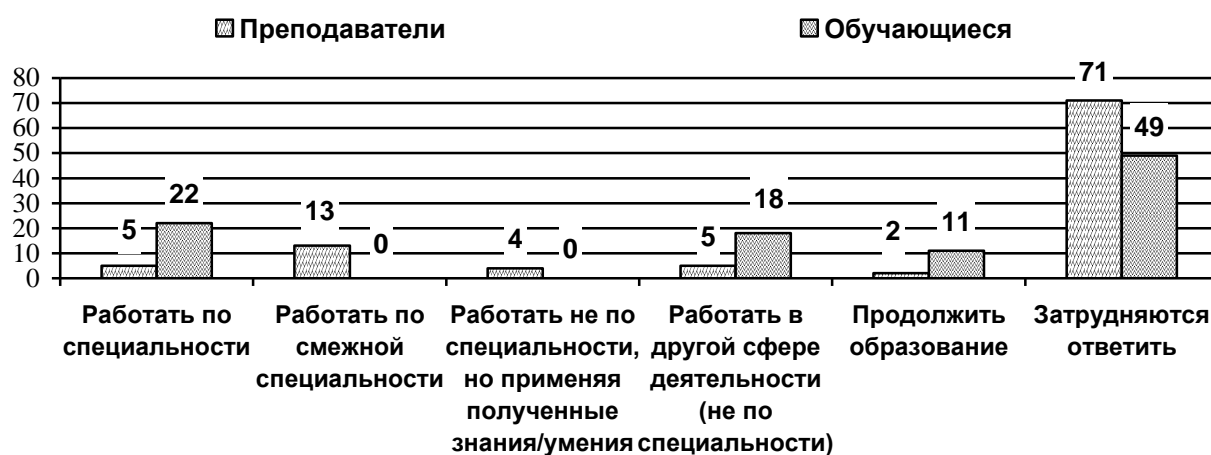 Преподаватели Обучающиеся
80
70
60
50
40
30
20
10
0
5 22 13 0 4 0 5 18 2 11 71 49
Работать по
специальности
Работать по
смежной
специальности
Работать не по
специальности,
но применяя
полученные
знания/умения
Работать в
другой сфере
деятельности
(не по
специальности)
Продолжить
образование
Затрудняются
ответить